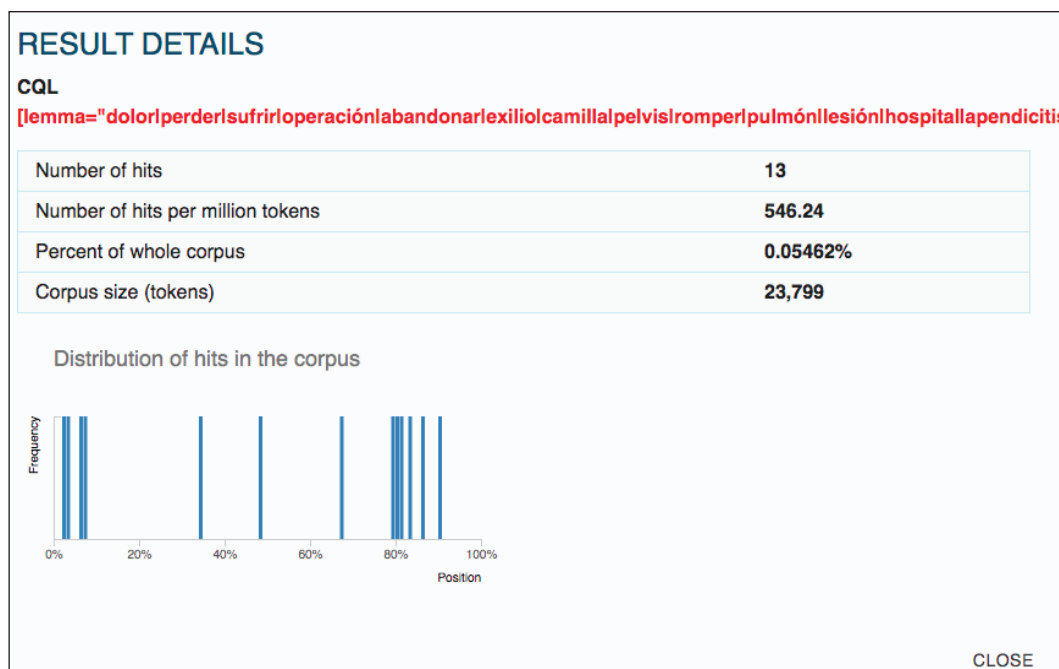 RESULT DETAILS
CQL
[lemma="dolor|perder|sufrir|operación|abandonar|exilio|camilla|pelvis|romper|pulmón|lesión|hospital|apendicitis
Number of hits 13
Number of hits per million tokens 546.24
Percent of whole corpus 0.05462%
Corpus size (tokens) 23,799
Distribution of hits in the corpus
Frequency
0% 20% 40% 60% 80% 100%
Position
CLOSE